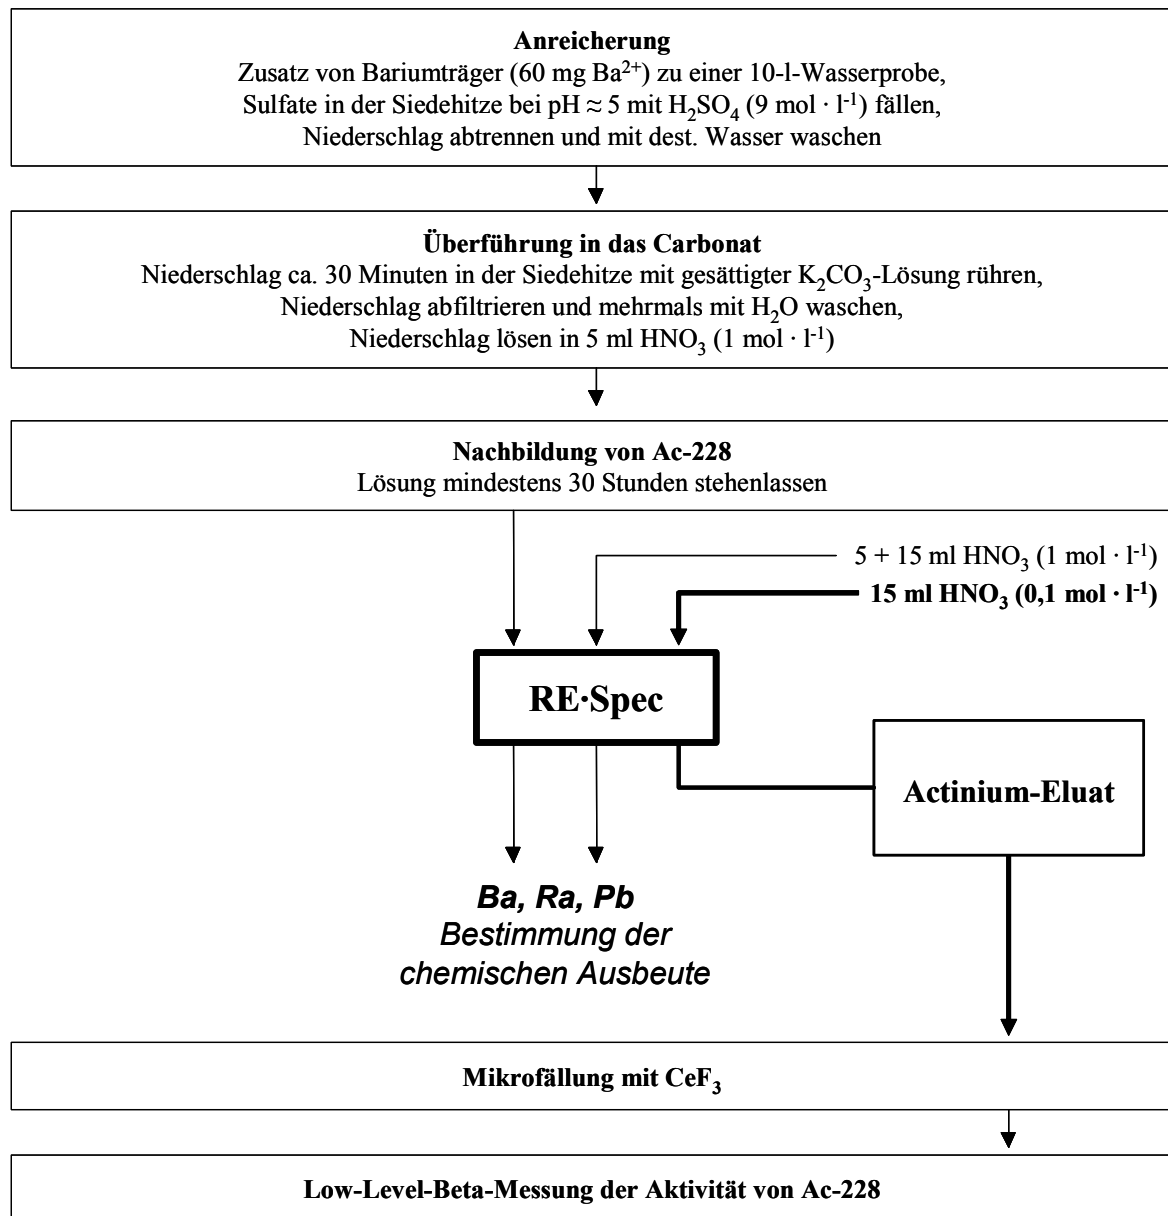 Anreicherung
Zusatz von Bariumträger (60 mg Ba²⁺) zu einer 10-l-Wasserprobe,
Sulfate in der Siedehitze bei pH ≈ 5 mit H₂SO₄ (9 mol · l⁻¹) fällen,
Niederschlag abtrennen und mit dest. Wasser waschen
Überführung in das Carbonat
Niederschlag ca. 30 Minuten in der Siedehitze mit gesättigter K₂CO₃-Lösung rühren,
Niederschlag abfiltrieren und mehrmals mit H₂O waschen,
Niederschlag lösen in 5 ml HNO₃ (1 mol · l⁻¹)
Nachbildung von Ac-228
Lösung mindestens 30 Stunden stehenlassen
5 + 15 ml HNO₃ (1 mol · l⁻¹)
15 ml HNO₃ (0,1 mol · l⁻¹)
RE·Spec
Actinium-Eluat
Ba, Ra, Pb
Bestimmung der
chemischen Ausbeute
Mikrofällung mit CeF₃
Low-Level-Beta-Messung der Aktivität von Ac-228